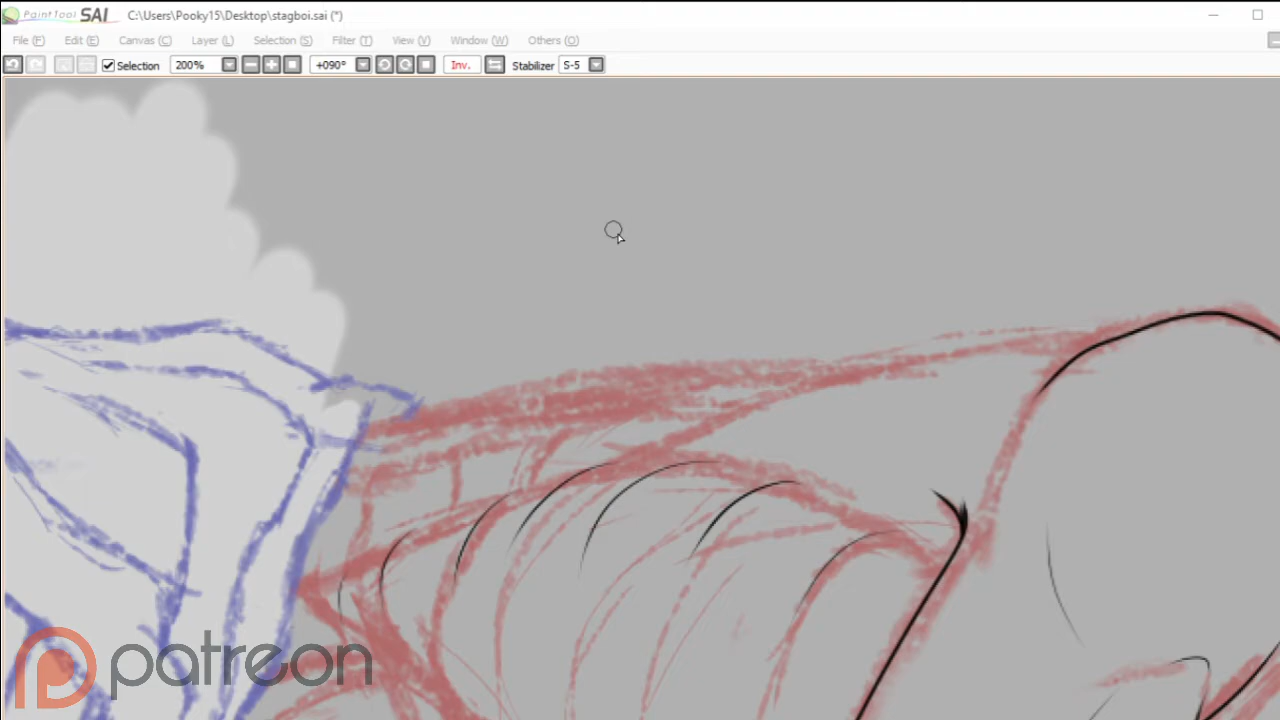 PaintTool SAI C:\Users\Pooky15\Desktop\stagboi.sai (*)
File (F) Edit (E) Canvas (C) Layer (L) Selection (S) Filter (T) View (V) Window (W) Others (O)
Selection 200% +090° Inv. Stabilizer S-5
patreon